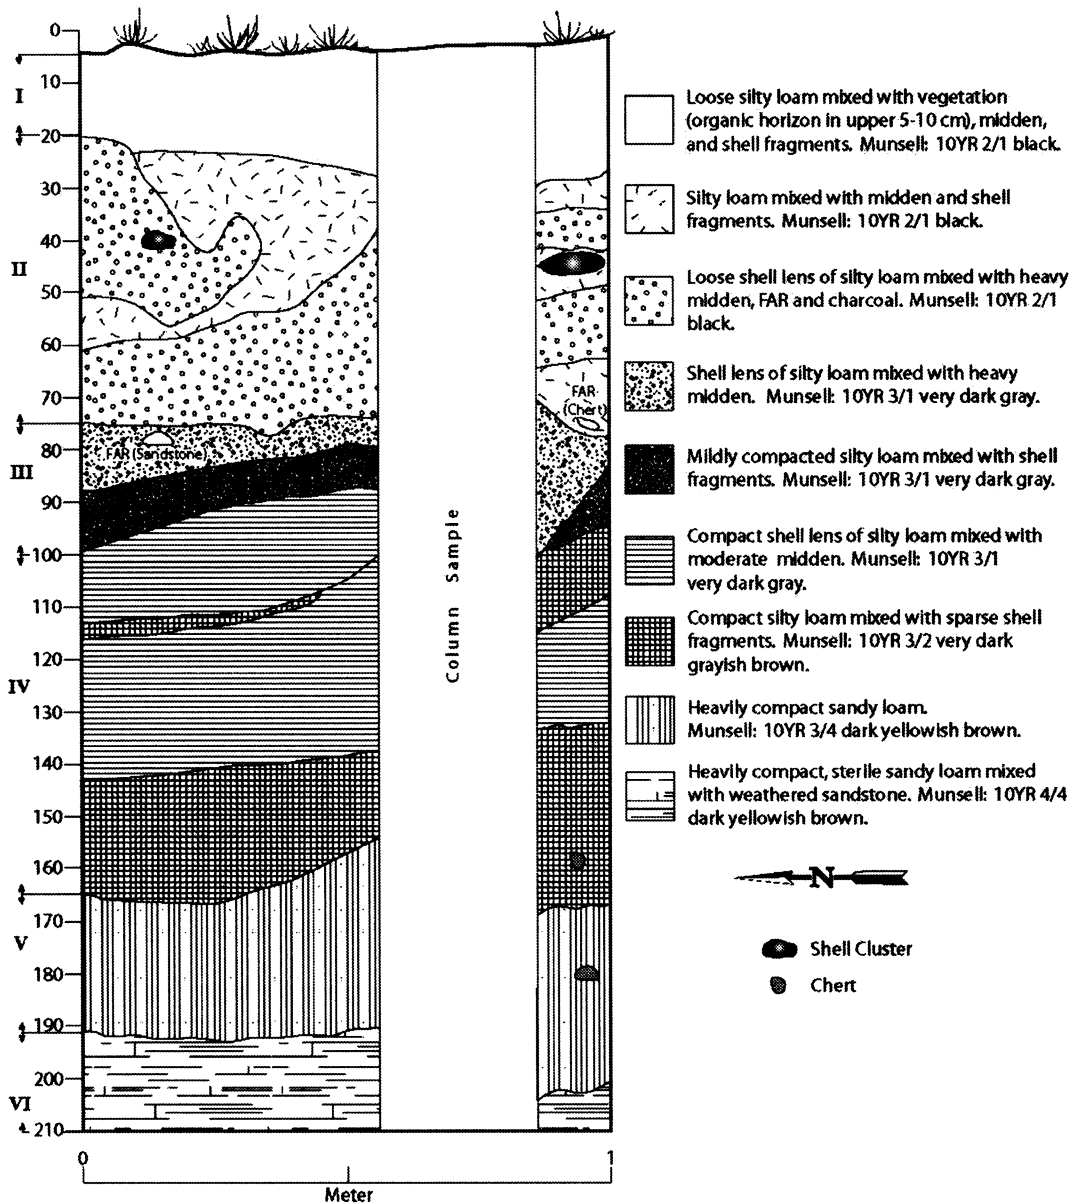 0
10
20
30
40
50
60
70
80
90
100
110
120
130
140
150
160
170
180
190
200
210
I
II
III
IV
V
VI
FAR (Sandstone)
Column Sample
FAR
(Chert)
Loose silty loam mixed with vegetation
(organic horizon in upper 5-10 cm), midden,
and shell fragments. Munsell: 10YR 2/1 black.
Silty loam mixed with midden and shell
fragments. Munsell: 10YR 2/1 black.
Loose shell lens of silty loam mixed with heavy
midden, FAR and charcoal. Munsell: 10YR 2/1
black.
Shell lens of silty loam mixed with heavy
midden. Munsell: 10YR 3/1 very dark gray.
Mildly compacted silty loam mixed with shell
fragments. Munsell: 10YR 3/1 very dark gray.
Compact shell lens of silty loam mixed with
moderate midden. Munsell: 10YR 3/1
very dark gray.
Compact silty loam mixed with sparse shell
fragments. Munsell: 10YR 3/2 very dark
grayish brown.
Heavily compact sandy loam.
Munsell: 10YR 3/4 dark yellowish brown.
Heavily compact, sterile sandy loam mixed
with weathered sandstone. Munsell: 10YR 4/4
dark yellowish brown.
N
Shell Cluster
Chert
0
1
Meter